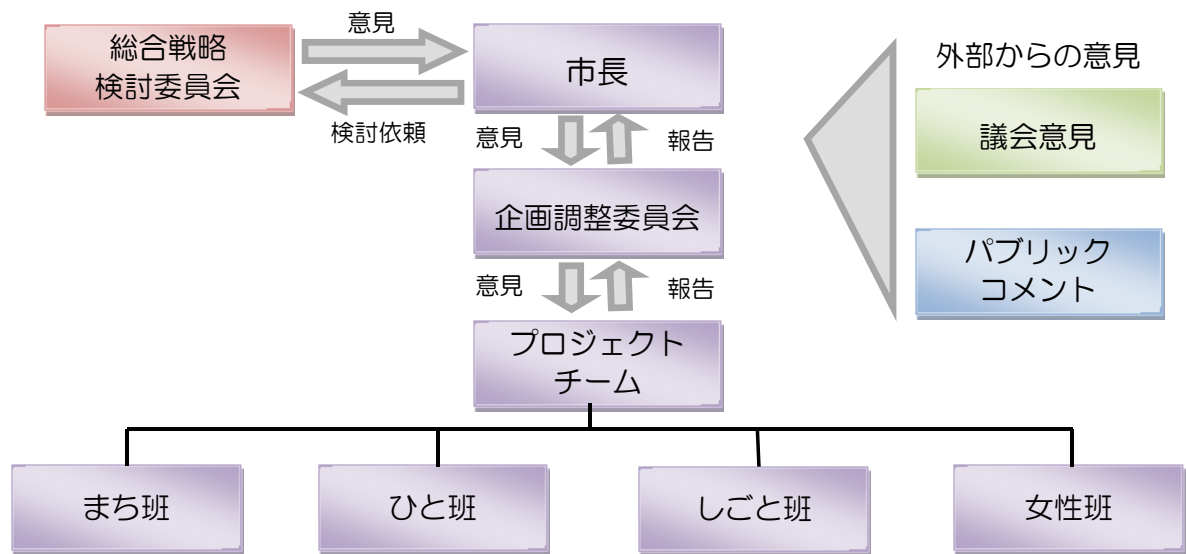 総合戦略
検討委員会
意見
検討依頼
市長
外部からの意見
議会意見
意見
報告
企画調整委員会
パブリック
コメント
意見
報告
プロジェクト
チーム
まち班
ひと班
しごと班
女性班